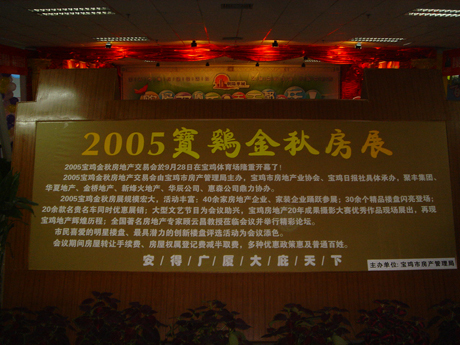 2005寳鷄金秋房展
2005宝鸡金秋房地产交易会于9月28日在宝鸡体育场隆重开幕了!
2005宝鸡金秋房地产交易会由宝鸡市房产管理局主办，宝鸡市房地产业协会、宝鸡日报社具体承办，聚丰集团、
华夏地产、金桥地产、新烽火地产、华辰公司、惠森公司鼎力协办。
2005宝鸡金秋房展规模宏大，活动丰富：40余家房地产企业、家装企业踊跃参展；30余个精品楼盘闪亮登场；
20余款名贵名车同时优惠展销；大型文艺节目为会议助兴，宝鸡房地产20年成果摄影大赛优秀作品现场展出，再现
宝鸡地产辉煌历程；全国著名房地产专家顾云昌教授莅临会议并举行精彩论坛。
市民喜爱的明星楼盘、最具潜力的创新楼盘评选活动为会议添色。
会议期间房屋转让手续费、房屋权属登记费减半取费，多种优惠政策惠及普通百姓。
安/得/广/厦/大/庇/天/下
主办单位：宝鸡市房产管理局